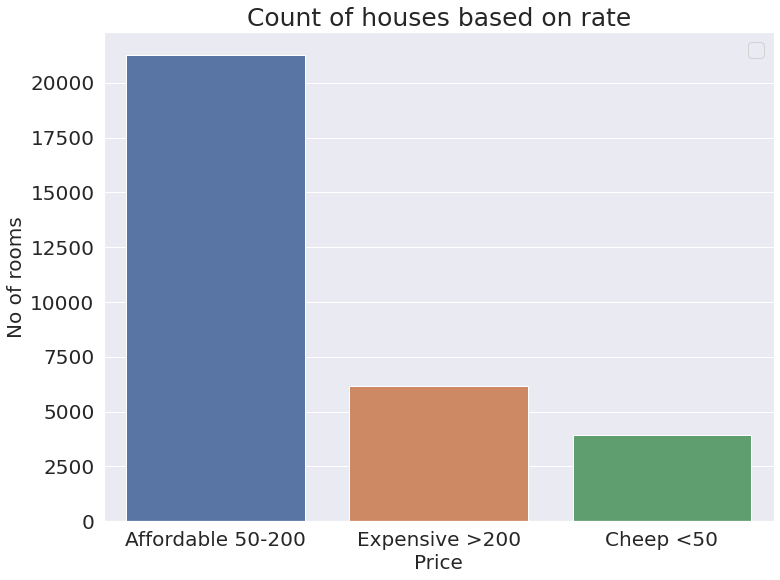 Count of houses based on rate
20000
17500
15000
12500
10000
7500
5000
2500
0
No of rooms
Affordable 50-200
Expensive >200
Cheep <50
Price